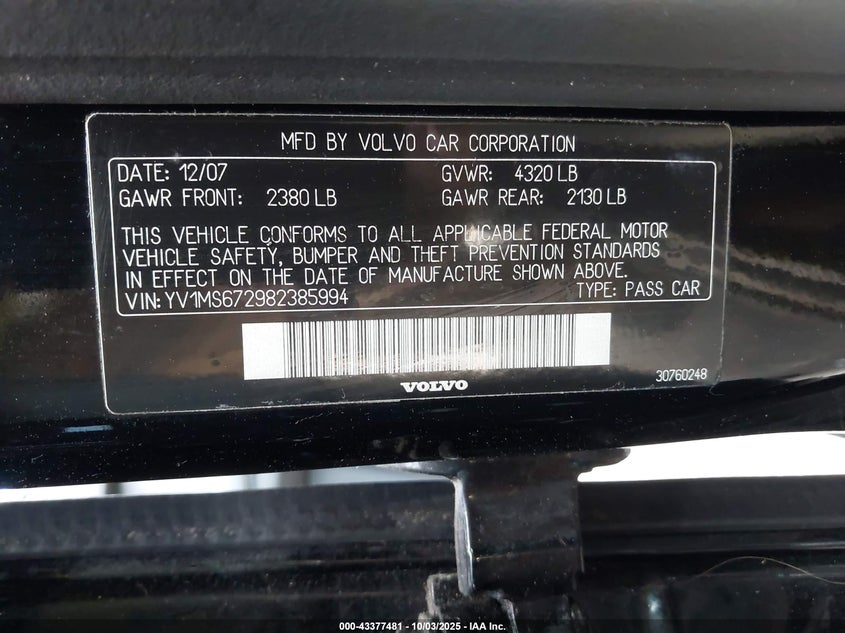 MFD BY VOLVO CAR CORPORATION
DATE: 12/07 GVWR: 4320 LB
GAWR FRONT: 2380 LB GAWR REAR: 2130 LB
THIS VEHICLE CONFORMS TO ALL APPLICABLE FEDERAL MOTOR
VEHICLE SAFETY, BUMPER AND THEFT PREVENTION STANDARDS
IN EFFECT ON THE DATE OF MANUFACTURE SHOWN ABOVE.
VIN: YV1MS672982385994 TYPE: PASS CAR
VOLVO
30760248
000-43377481 - 10/03/2025 - IAA Inc.